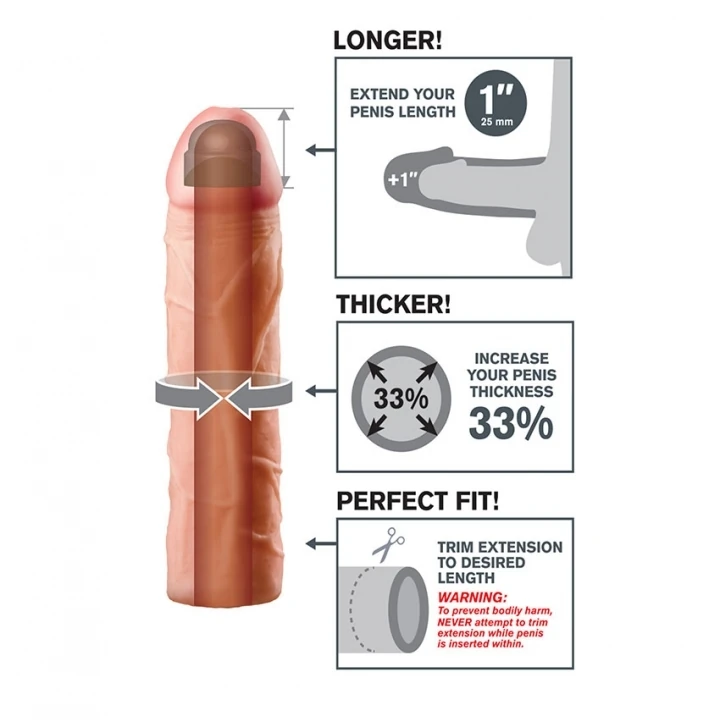 LONGER!
EXTEND YOUR
PENIS LENGTH
1"
25 mm
+1"
THICKER!
33%
INCREASE
YOUR PENIS
THICKNESS
33%
PERFECT FIT!
TRIM EXTENSION
TO DESIRED
LENGTH
WARNING:
To prevent bodily harm,
NEVER attempt to trim
extension while penis
is inserted within.